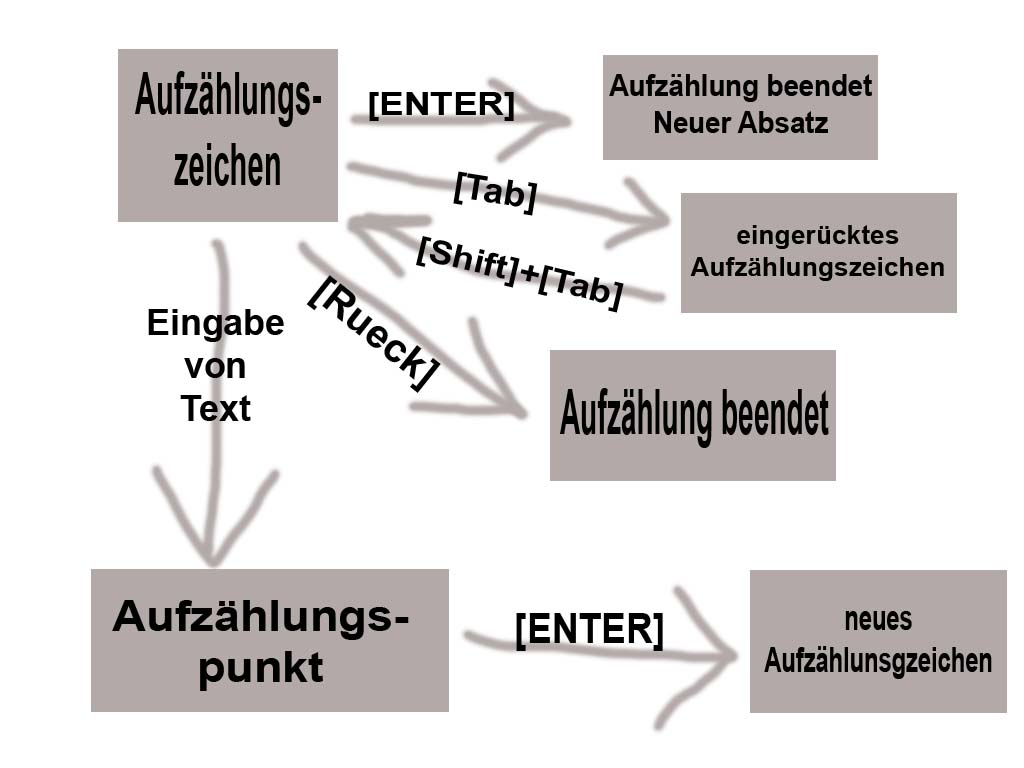 Aufzählungs-
zeichen
[ENTER]
Aufzählung beendet
Neuer Absatz
[Tab]
eingerücktes
Aufzählungszeichen
[Shift]+[Tab]
[Rueck]
Aufzählung beendet
Eingabe
von
Text
Aufzählungs-
punkt
[ENTER]
neues
Aufzählunsgzeichen